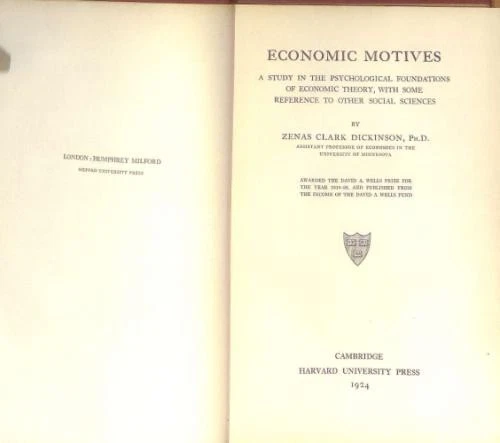 LONDON : HUMPHREY MILFORD
OXFORD UNIVERSITY PRESS
ECONOMIC MOTIVES
A STUDY IN THE PSYCHOLOGICAL FOUNDATIONS
OF ECONOMIC THEORY, WITH SOME
REFERENCE TO OTHER SOCIAL SCIENCES
BY
ZENAS CLARK DICKINSON, PH.D.
ASSISTANT PROFESSOR OF ECONOMICS IN THE
UNIVERSITY OF MINNESOTA
AWARDED THE DAVID A. WELLS PRIZE FOR
THE YEAR AND PUBLISHED FROM
THE INCOME OF THE DAVID A WELLS FUND
CAMBRIDGE
HARVARD UNIVERSITY PRESS
1924